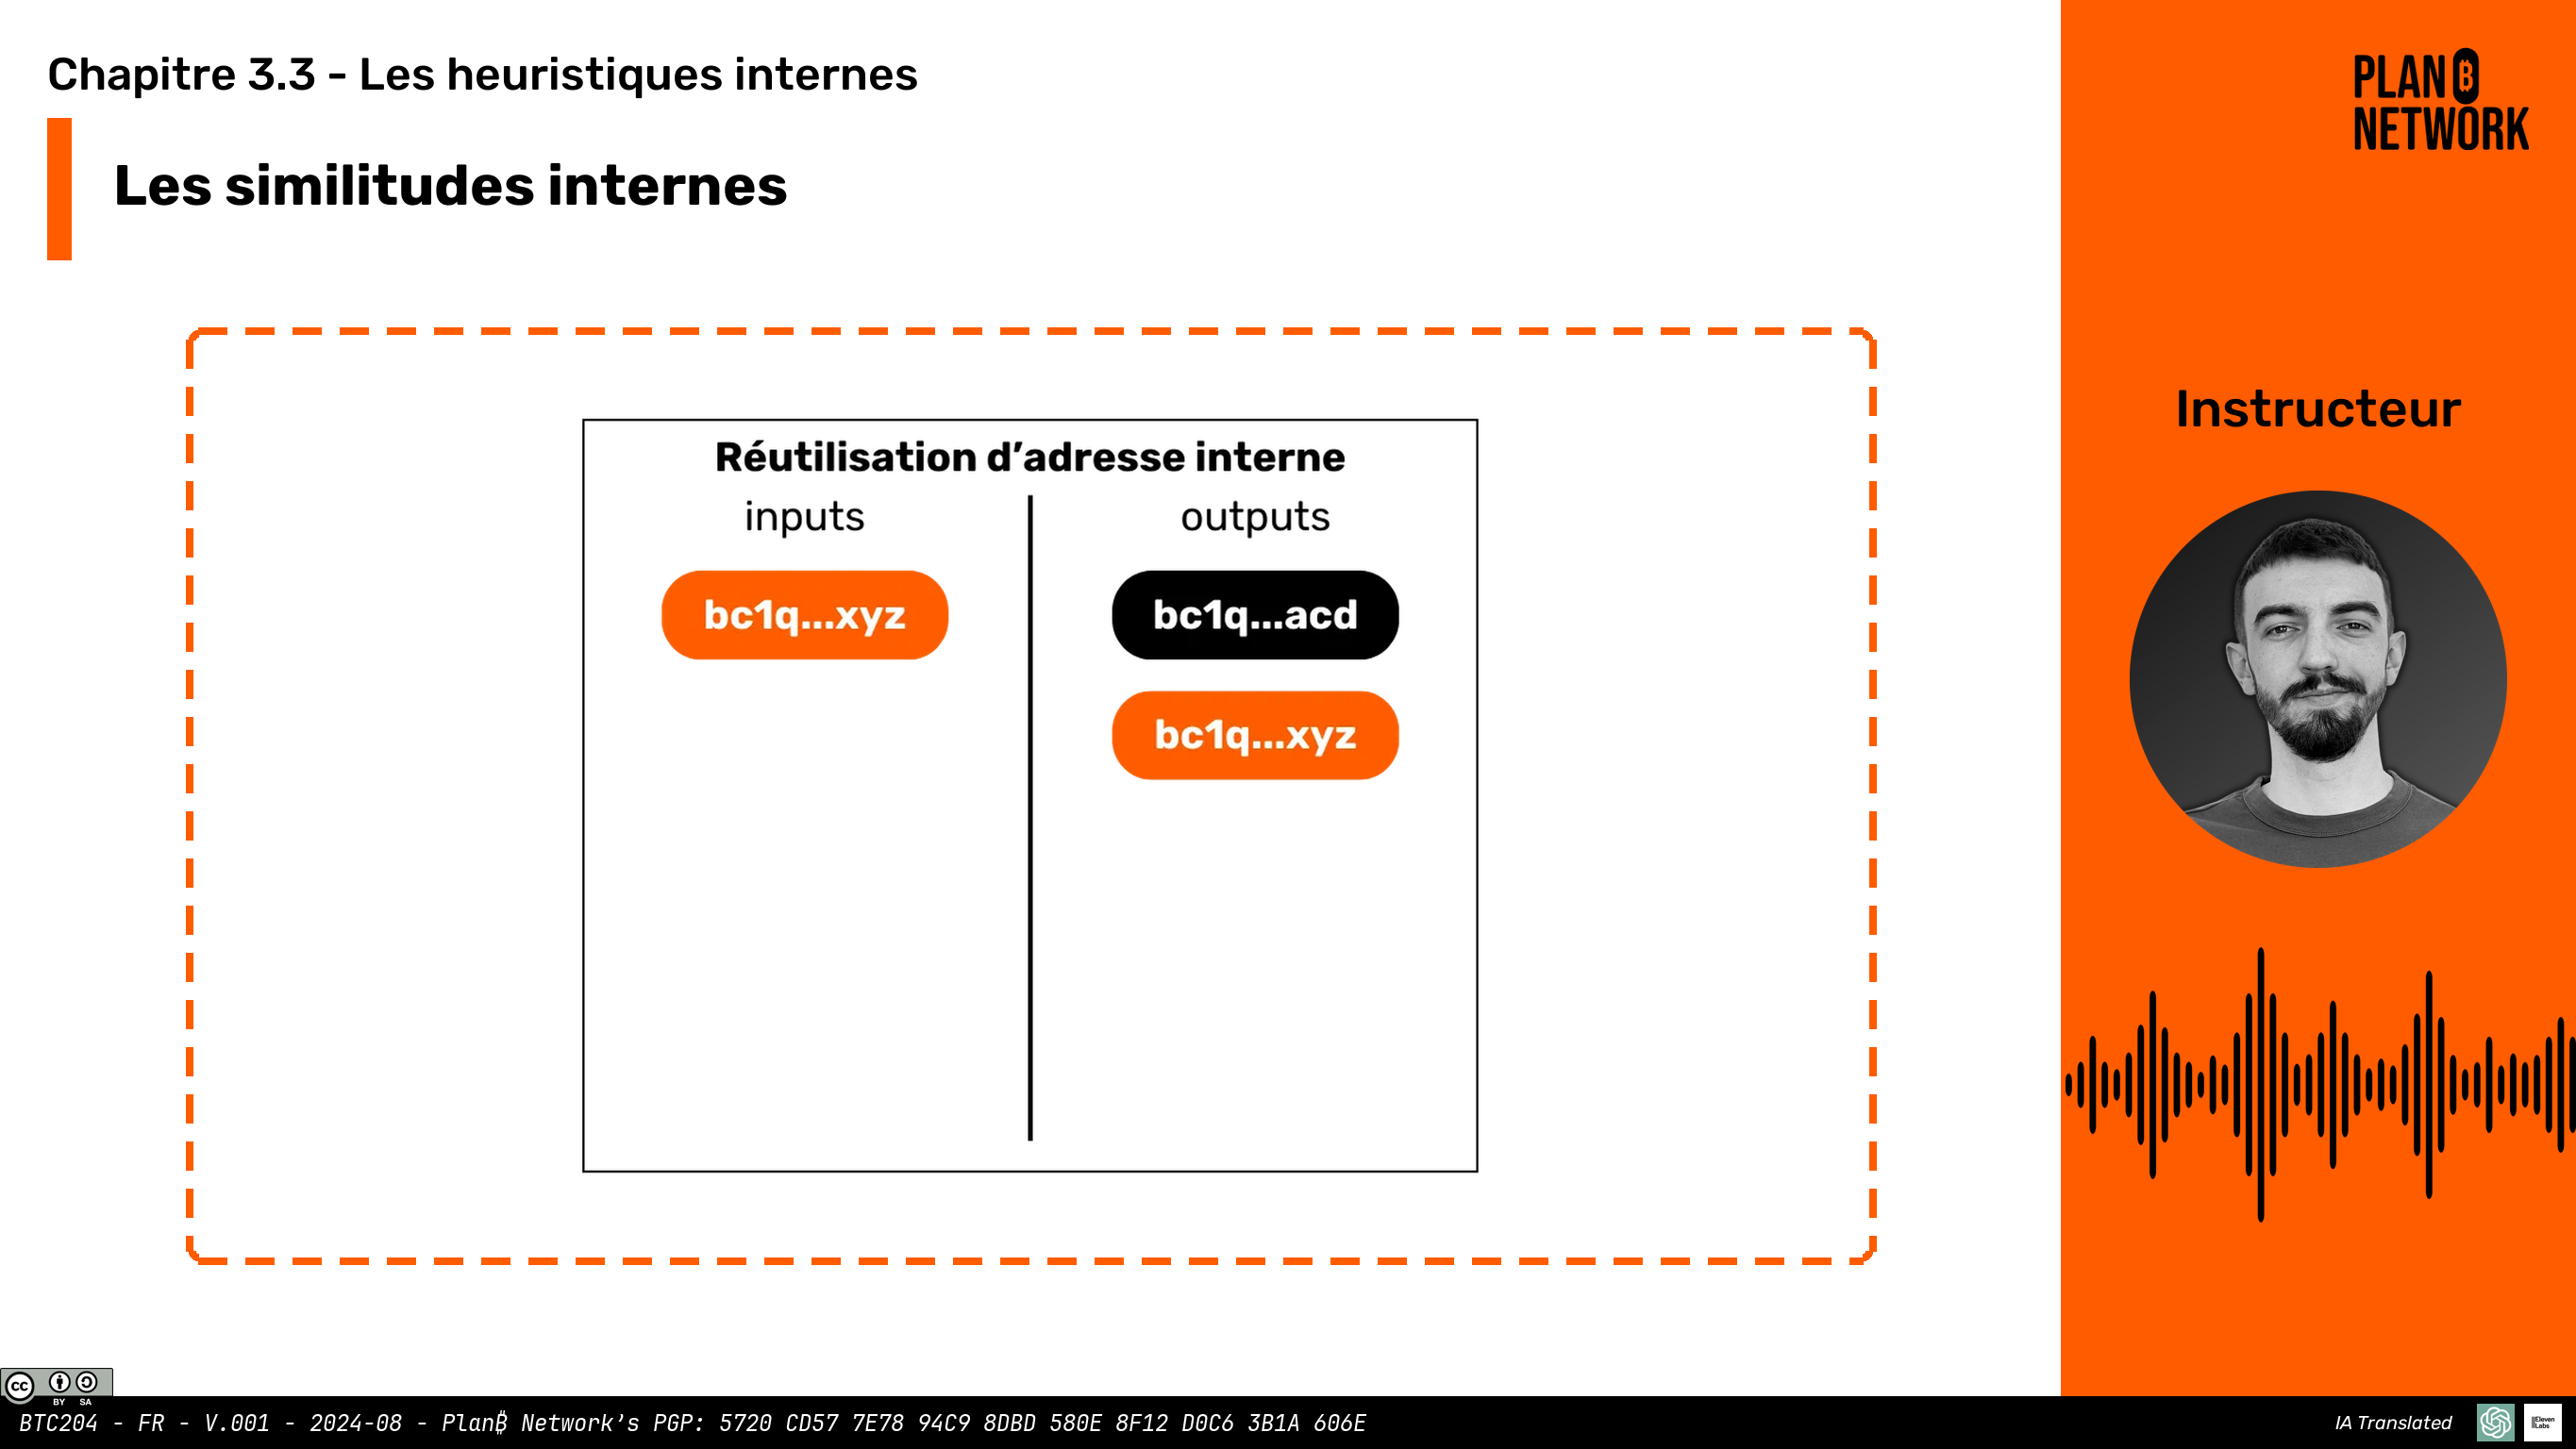 Chapitre 3.3 - Les heuristiques internes
Les similitudes internes
PLAN ₿
NETWORK
Instructeur
Réutilisation d’adresse interne
inputs
outputs
bc1q...xyz
bc1q...acd
bc1q...xyz
CC BY SA
BTC204 - FR - V.001 - 2024-08 - Plan₿ Network’s PGP: 5720 CD57 7E78 94C9 8DBD 580E 8F12 D0C6 3B1A 606E
IA Translated
IIElevenLabs